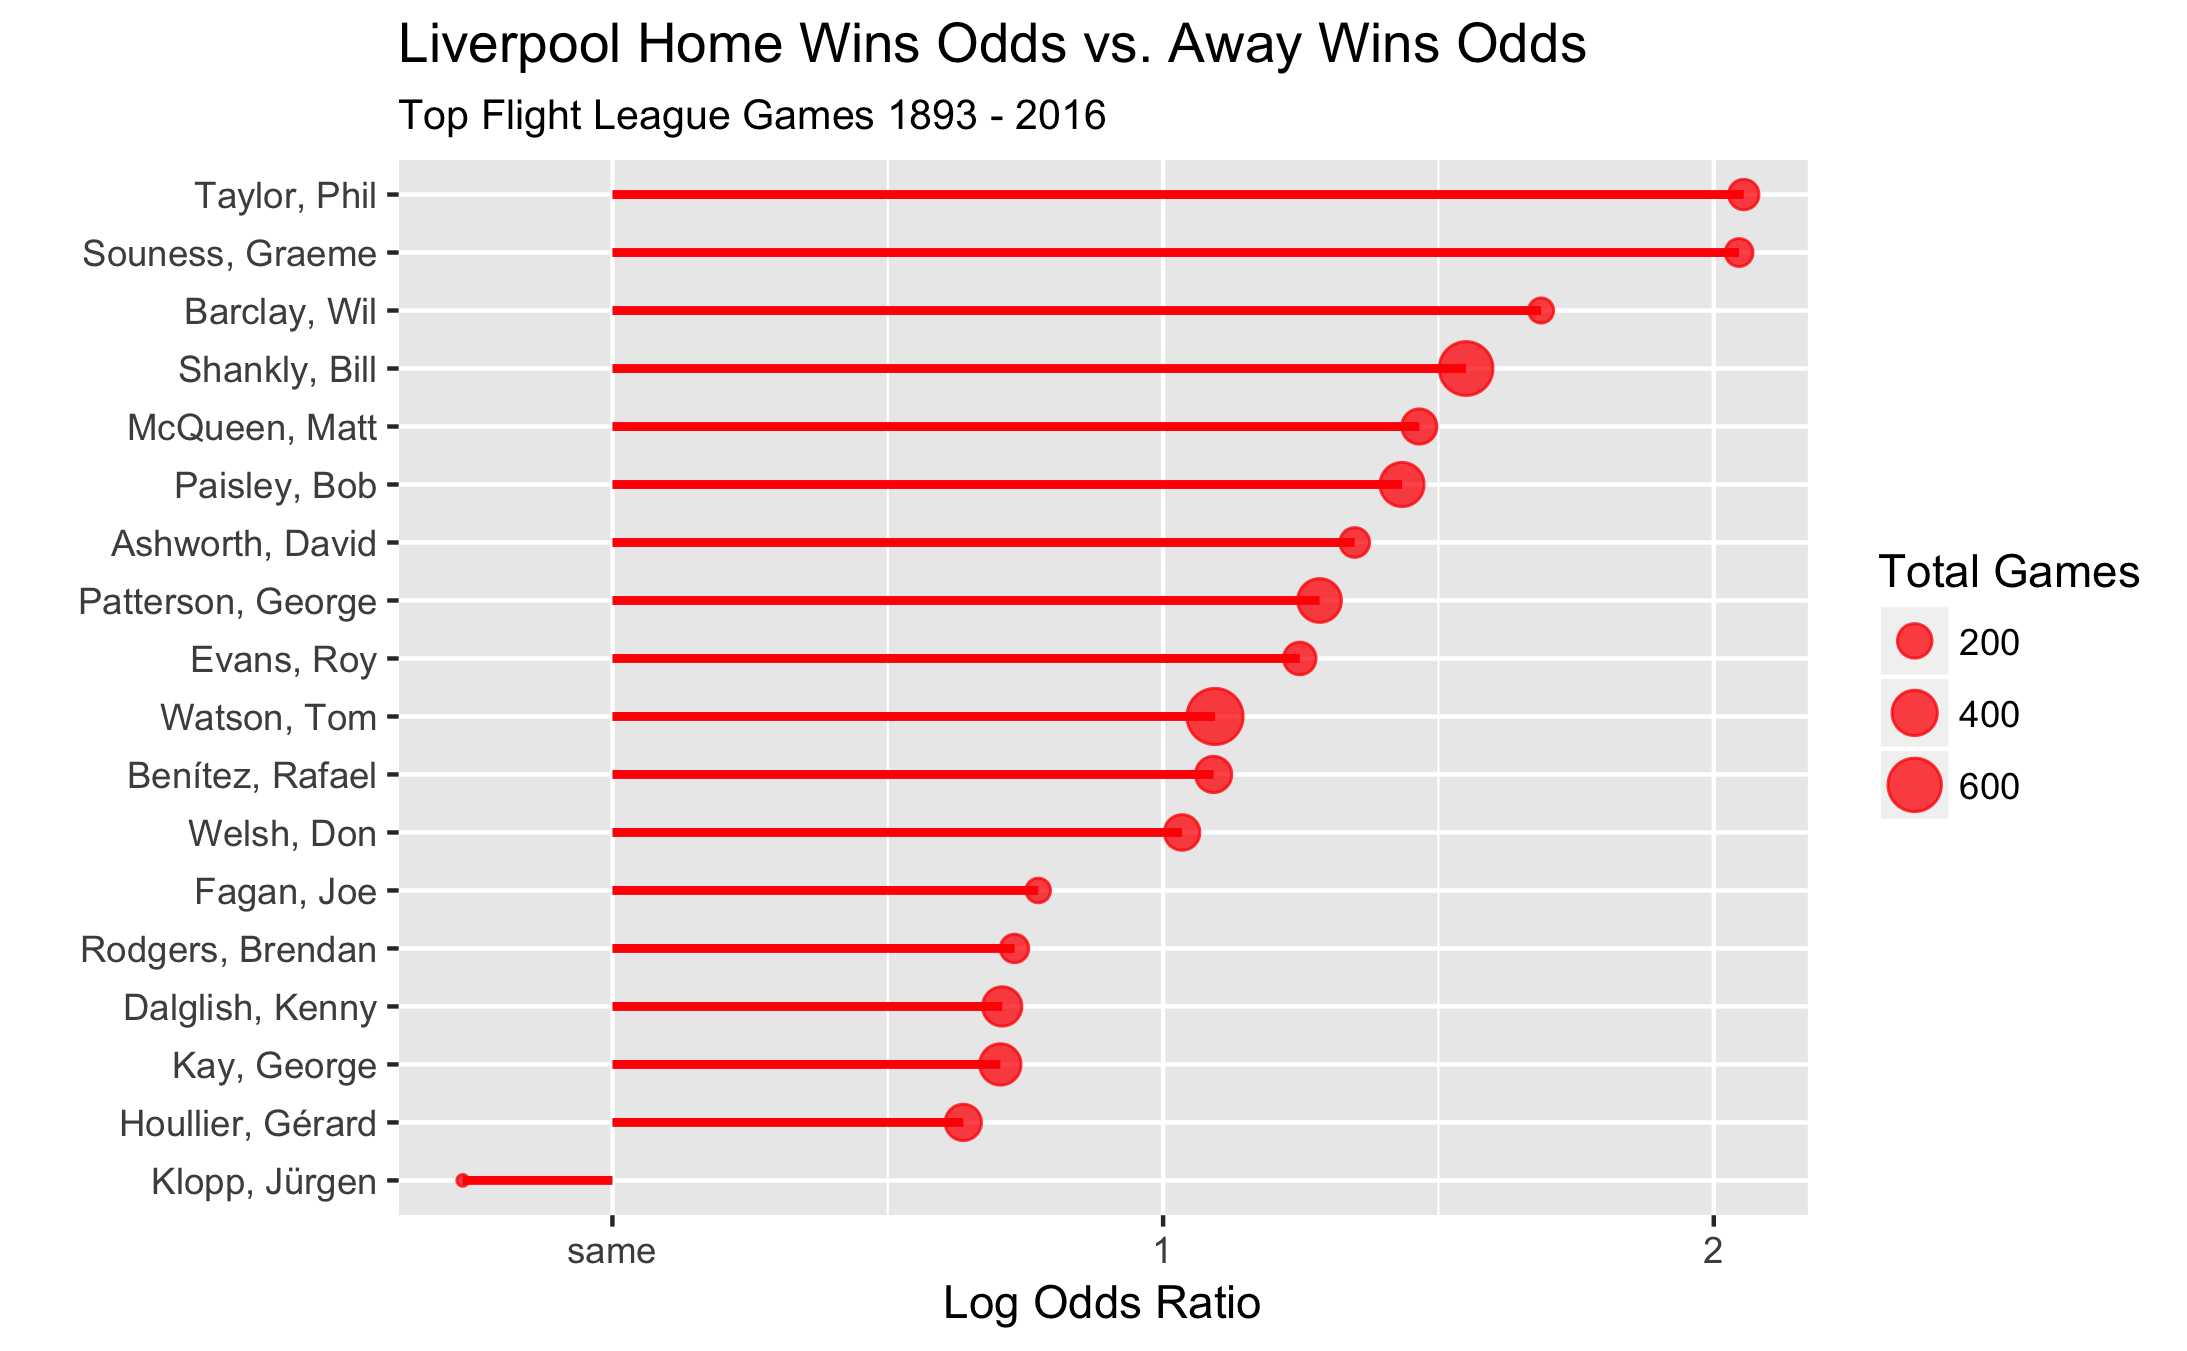 Liverpool Home Wins Odds vs. Away Wins Odds
Top Flight League Games 1893 - 2016
Taylor, Phil
Souness, Graeme
Barclay, Wil
Shankly, Bill
McQueen, Matt
Paisley, Bob
Ashworth, David
Patterson, George
Evans, Roy
Watson, Tom
Benítez, Rafael
Welsh, Don
Fagan, Joe
Rodgers, Brendan
Dalglish, Kenny
Kay, George
Houllier, Gérard
Klopp, Jürgen
same 1 2
Log Odds Ratio
Total Games
200
400
600